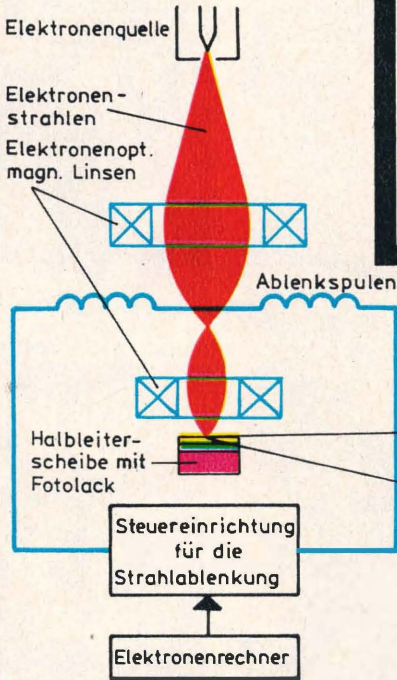 Elektronenquelle
Elektronen-
strahlen
Elektronenopt.
magn. Linsen
Ablenkspulen
Halbleiter-
scheibe mit
Fotolack
Steuereinrichtung
für die
Strahlablenkung
Elektronenrechner